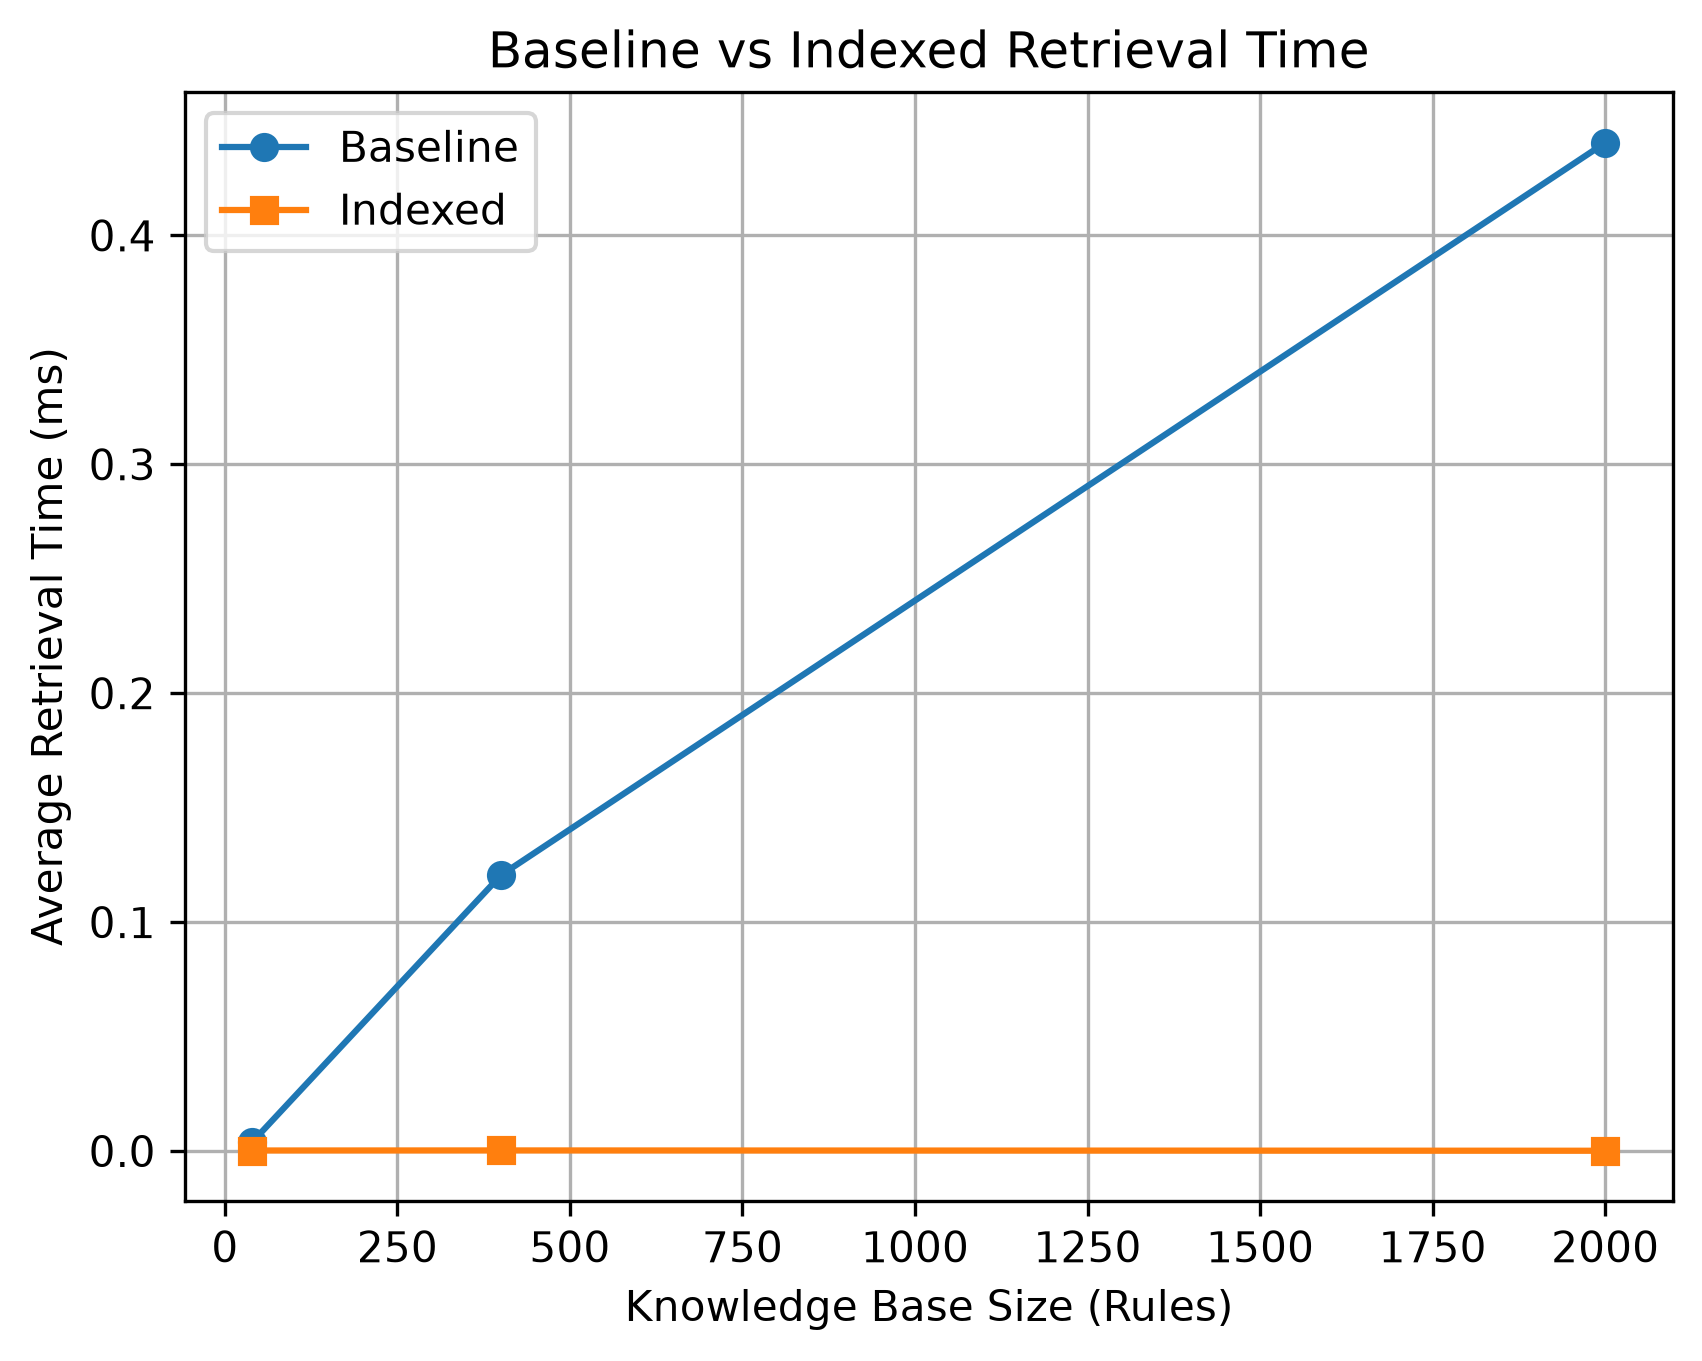 Baseline vs Indexed Retrieval Time
Baseline
Indexed
0.4
0.3
0.2
0.1
0.0
Average Retrieval Time (ms)
0 250 500 750 1000 1250 1500 1750 2000
Knowledge Base Size (Rules)